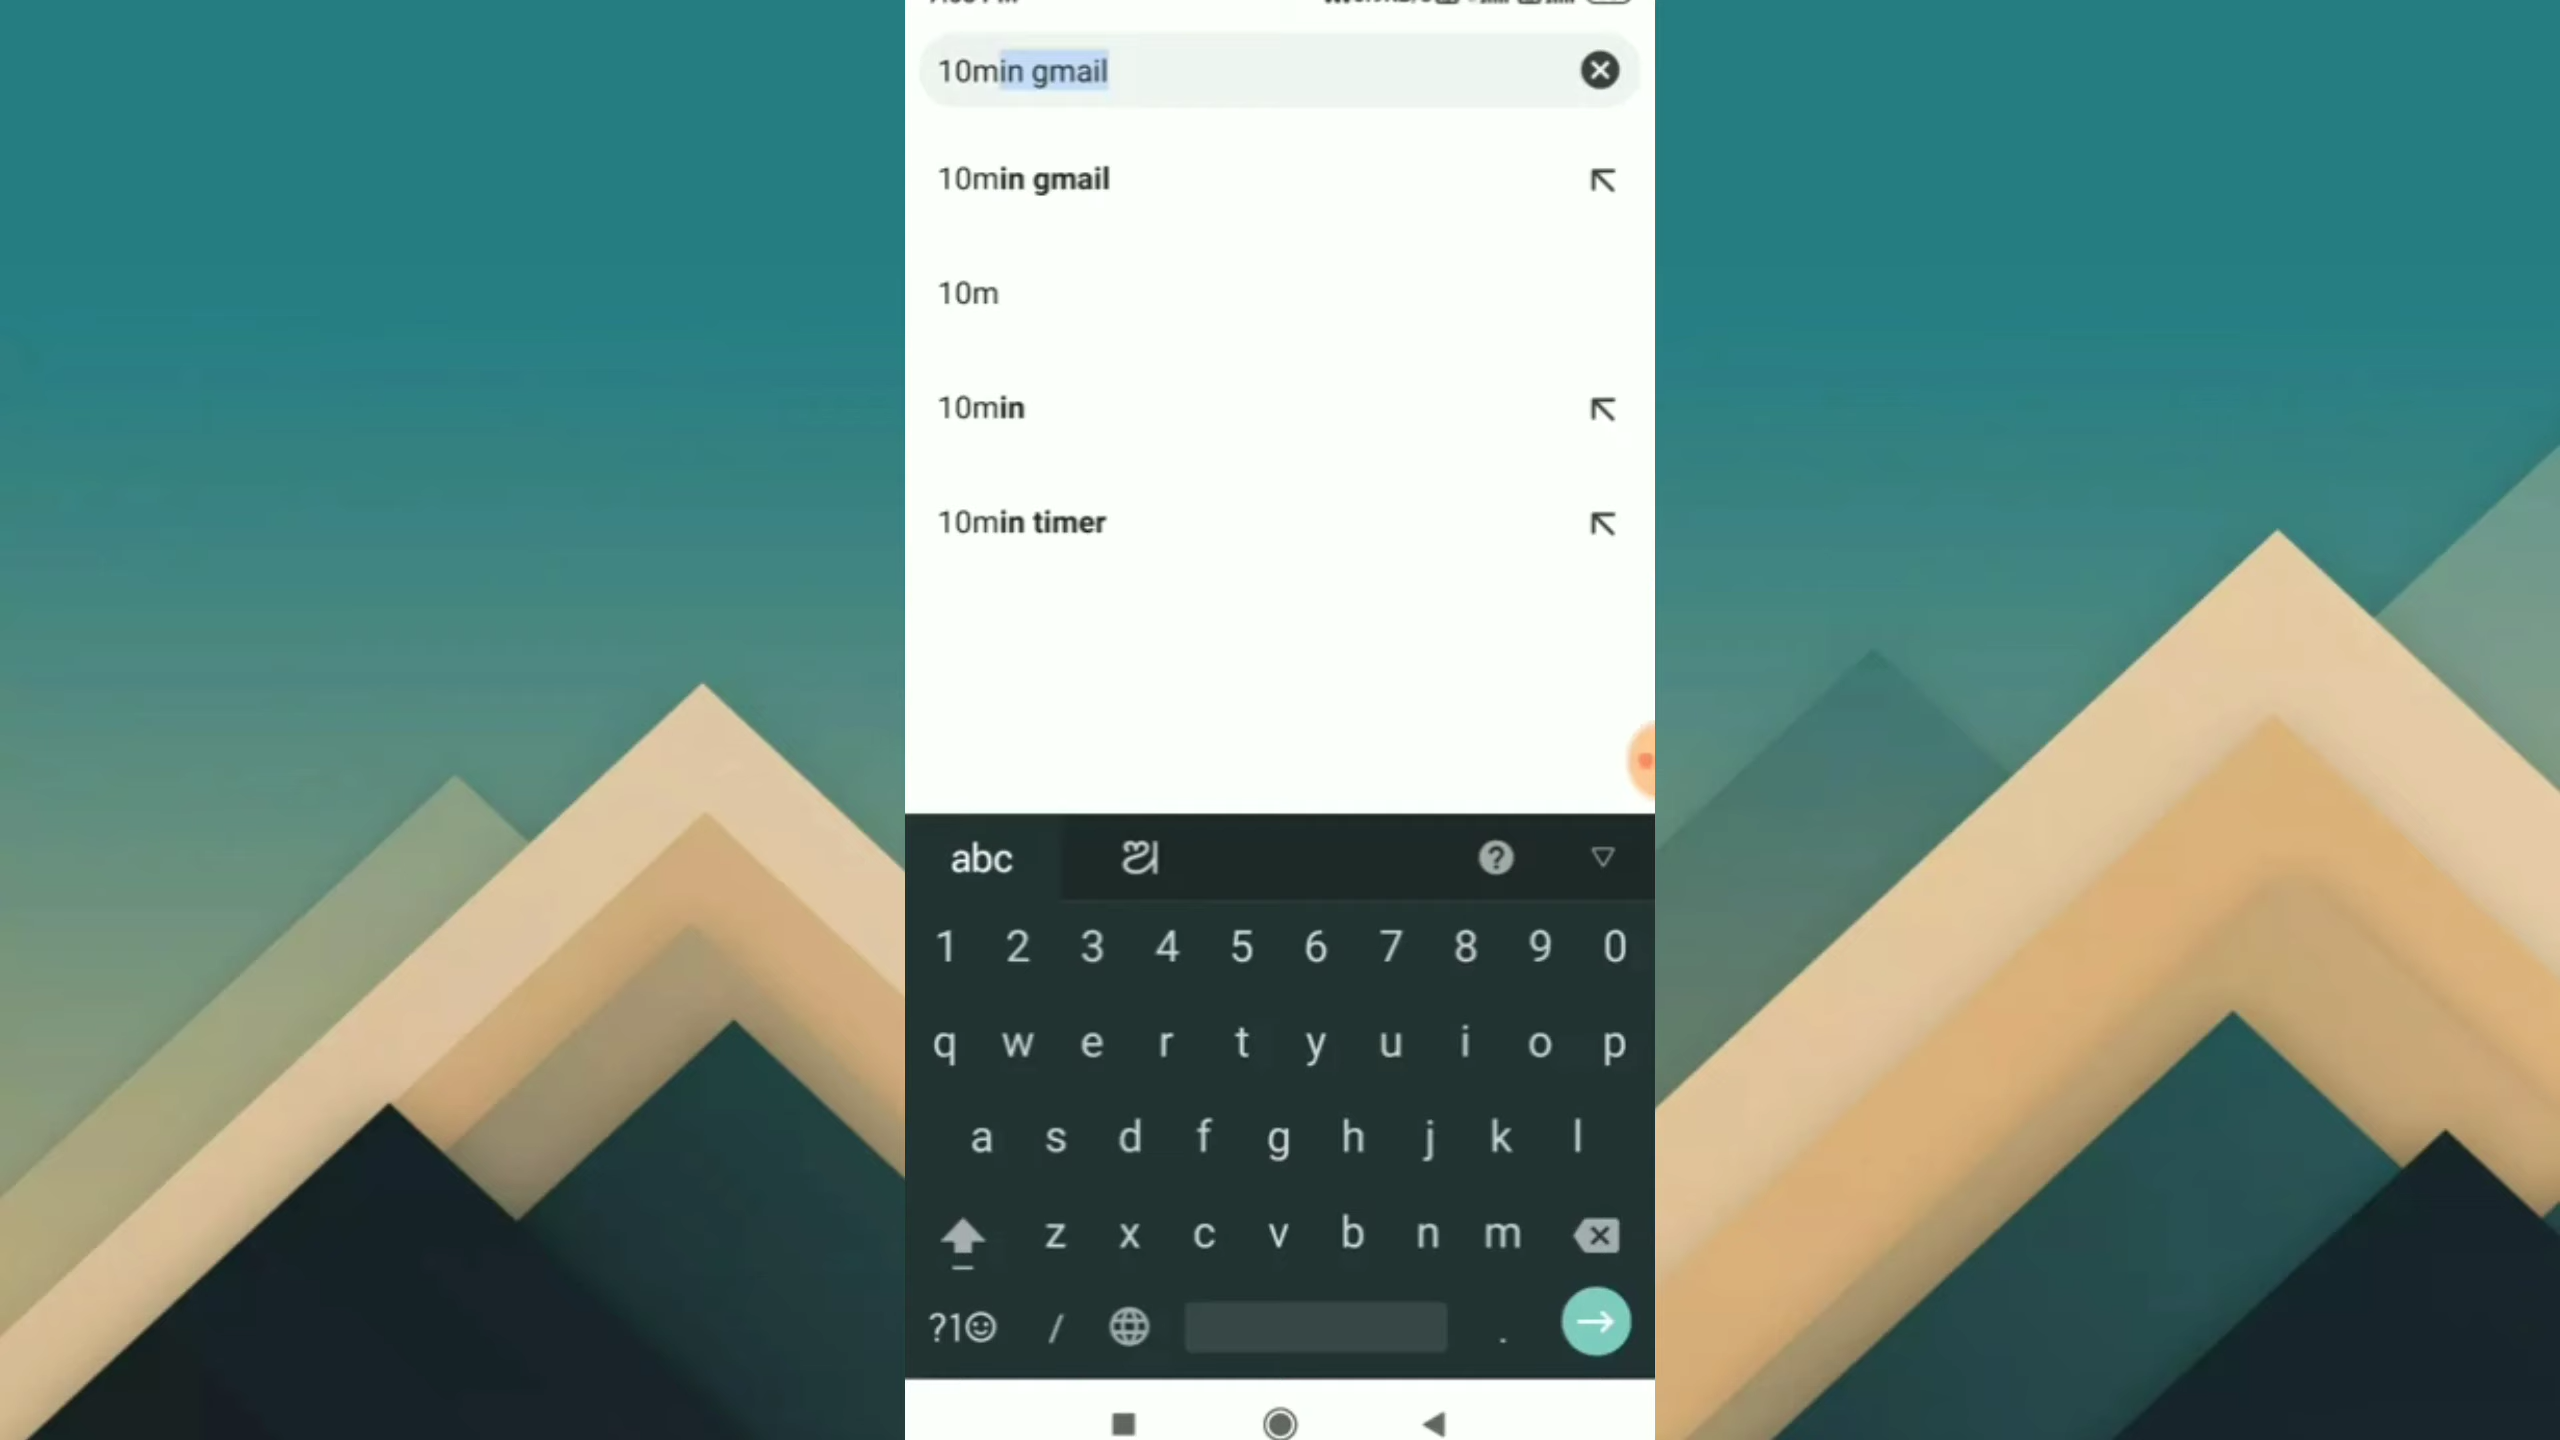 10min gmail
10min gmail
10m
10min
10min timer
abc ଅ
1 2 3 4 5 6 7 8 9 0
q w e r t y u i o p
a s d f g h j k l
z x c v b n m
?1☺ / .